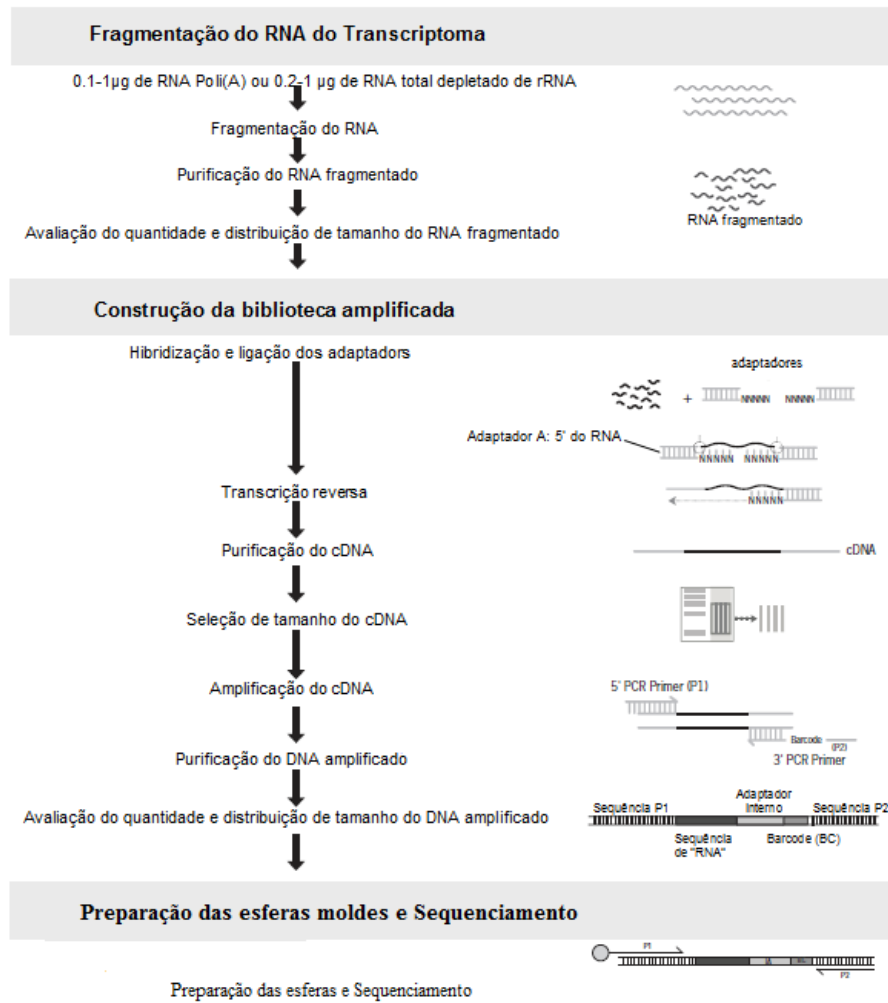 Fragmentação do RNA do Transcriptoma
0.1-1µg de RNA Poli(A) ou 0.2-1 µg de RNA total depletado de rRNA
Fragmentação do RNA
Purificação do RNA fragmentado
RNA fragmentado
Avaliação do quantidade e distribuição de tamanho do RNA fragmentado
Construção da biblioteca amplificada
Hibridização e ligação dos adaptadors
adaptadores
+ NNNNN NNNNN
Adaptador A: 5' do RNA
NNNNN NNNNN
Transcrição reversa
NNNNN
Purificação do cDNA
cDNA
Seleção de tamanho do cDNA
Amplificação do cDNA
5' PCR Primer (P1)
Barcode
(P2)
3' PCR Primer
Purificação do DNA amplificado
Avaliação do quantidade e distribuição de tamanho do DNA amplificado
Sequência P1
Adaptador
Interno
Sequência P2
Sequência
de "RNA"
Barcode (BC)
Preparação das esferas moldes e Sequenciamento
P1
P2
Preparação das esferas e Sequenciamento